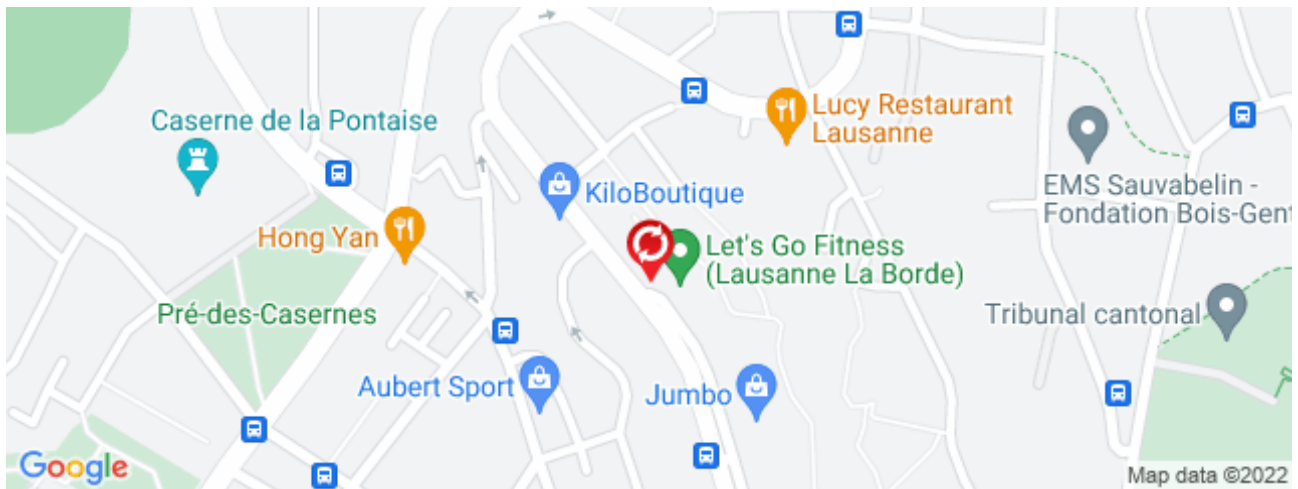 Caserne de la Pontaise
Lucy Restaurant
Lausanne
KiloBoutique
EMS Sauvabelin -
Fondation Bois-Gent
Hong Yan
Let's Go Fitness
(Lausanne La Borde)
Pré-des-Casernes
Tribunal cantonal
Aubert Sport
Jumbo
Google
Map data ©2022